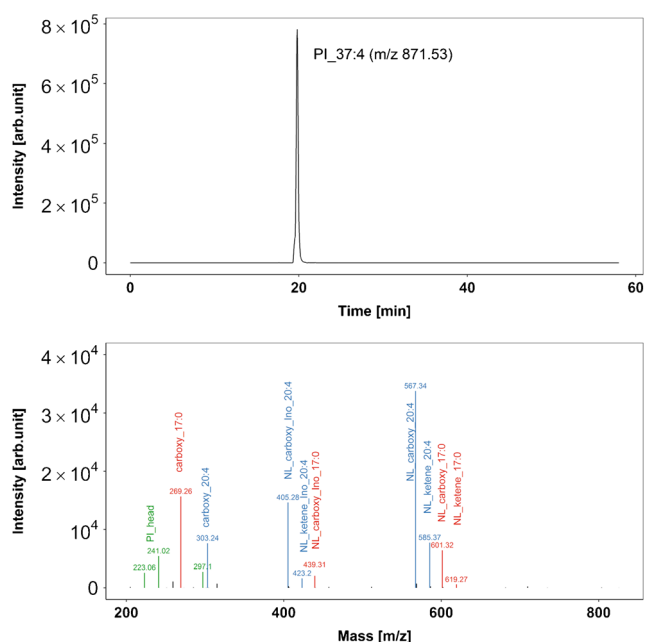 8 × 10⁵
PI_37:4 (m/z 871.53)
6 × 10⁵
4 × 10⁵
2 × 10⁵
0
Intensity [arb.unit]
0 20 40 60
Time [min]
4 × 10⁴
3 × 10⁴
2 × 10⁴
10⁴
0
Intensity [arb.unit]
PI_head
carboxy_17:0
carboxy_20:4
NL_carboxy_Ino_20:4
NL_ketene_Ino_20:4
NL_carboxy_Ino_17:0
NL_carboxy_20:4
NL_ketene_20:4
NL_carboxy_17:0
NL_ketene_17:0
223.06
241.02
269.26
297.1
303.24
405.28
423.2
439.31
567.34
585.37
601.32
619.27
200 400 600 800
Mass [m/z]